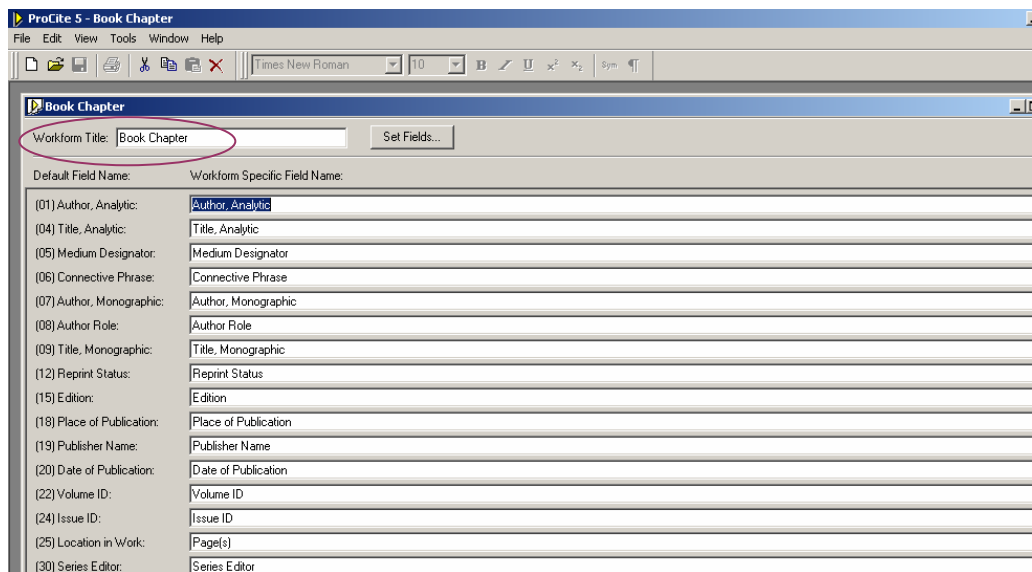 ProCite 5 - Book Chapter
File Edit View Tools Window Help
Times New Roman 10 B I U x² x₂ Sym ¶
Book Chapter
Workform Title: Book Chapter Set Fields...
Default Field Name: Workform Specific Field Name:
(01) Author, Analytic: Author, Analytic
(04) Title, Analytic: Title, Analytic
(05) Medium Designator: Medium Designator
(06) Connective Phrase: Connective Phrase
(07) Author, Monographic: Author, Monographic
(08) Author Role: Author Role
(09) Title, Monographic: Title, Monographic
(12) Reprint Status: Reprint Status
(15) Edition: Edition
(18) Place of Publication: Place of Publication
(19) Publisher Name: Publisher Name
(20) Date of Publication: Date of Publication
(22) Volume ID: Volume ID
(24) Issue ID: Issue ID
(25) Location in Work: Page(s)
(30) Series Editor: Series Editor